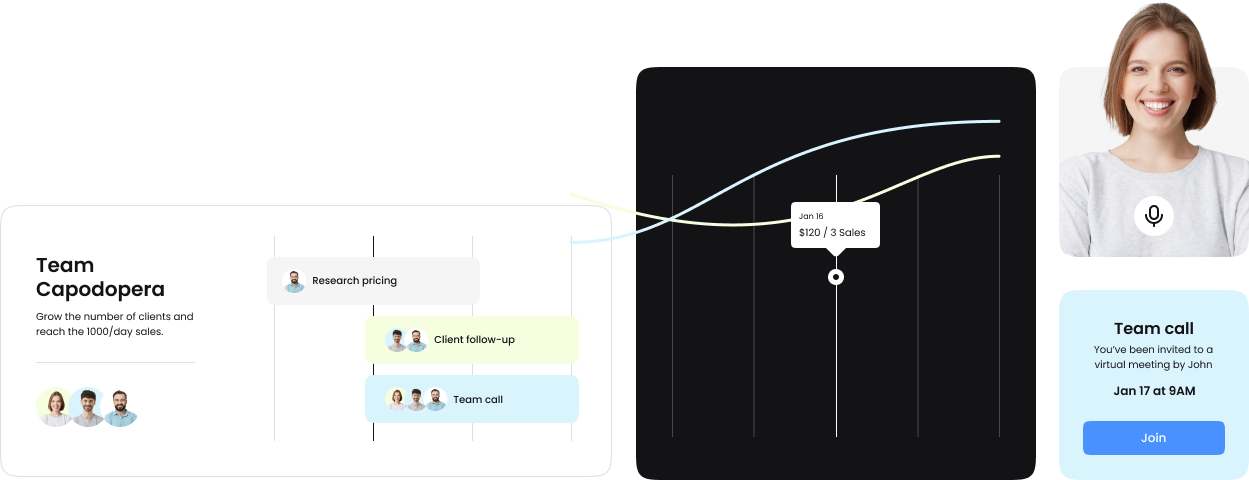 Team
Capodopera
Grow the number of clients and
reach the 1000/day sales.
Research pricing
Client follow-up
Team call
Jan 16
$120 / 3 Sales
Team call
You’ve been invited to a
virtual meeting by John
Jan 17 at 9AM
Join